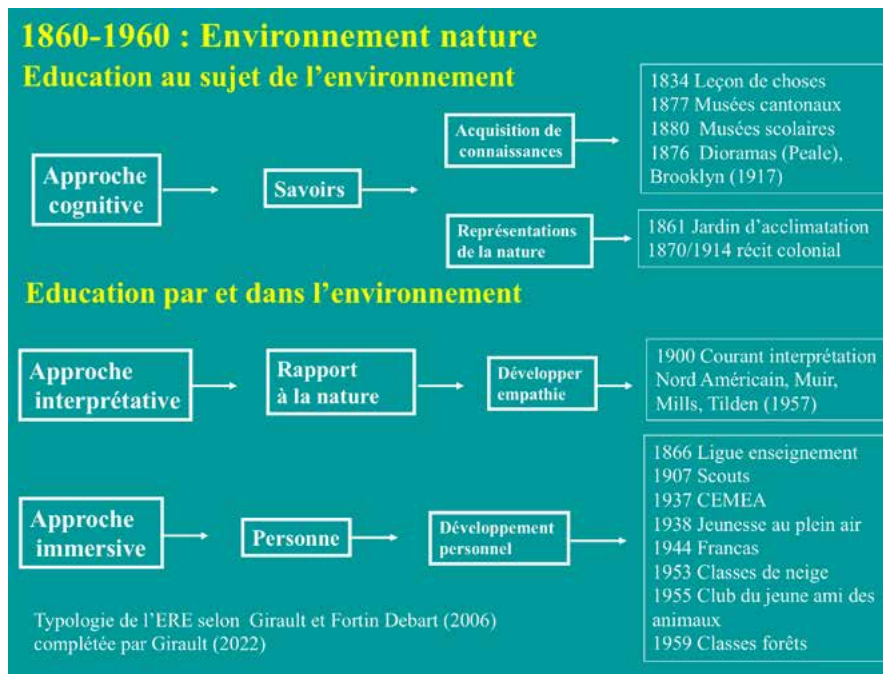 1860-1960 : Environnement nature
Education au sujet de l'environnement
Approche
cognitive
Savoirs
Acquisition de
connaissances
1834 Leçon de choses
1877 Musées cantonaux
1880 Musées scolaires
1876 Dioramas (Peale),
Brooklyn (1917)
Représentations
de la nature
1861 Jardin d'acclimatation
1870/1914 récit colonial
Education par et dans l'environnement
Approche
interprétative
Rapport
à la nature
Développer
empathie
1900 Courant interprétation
Nord Américain, Muir,
Mills, Tilden (1957)
Approche
immersive
Personne
Développement
personnel
1866 Ligue enseignement
1907 Scouts
1937 CEMEA
1938 Jeunesse au plein air
1944 Francas
1953 Classes de neige
1955 Club du jeune ami des
animaux
1959 Classes forêts
Typologie de l'ERE selon Girault et Fortin Debart (2006)
complétée par Girault (2022)